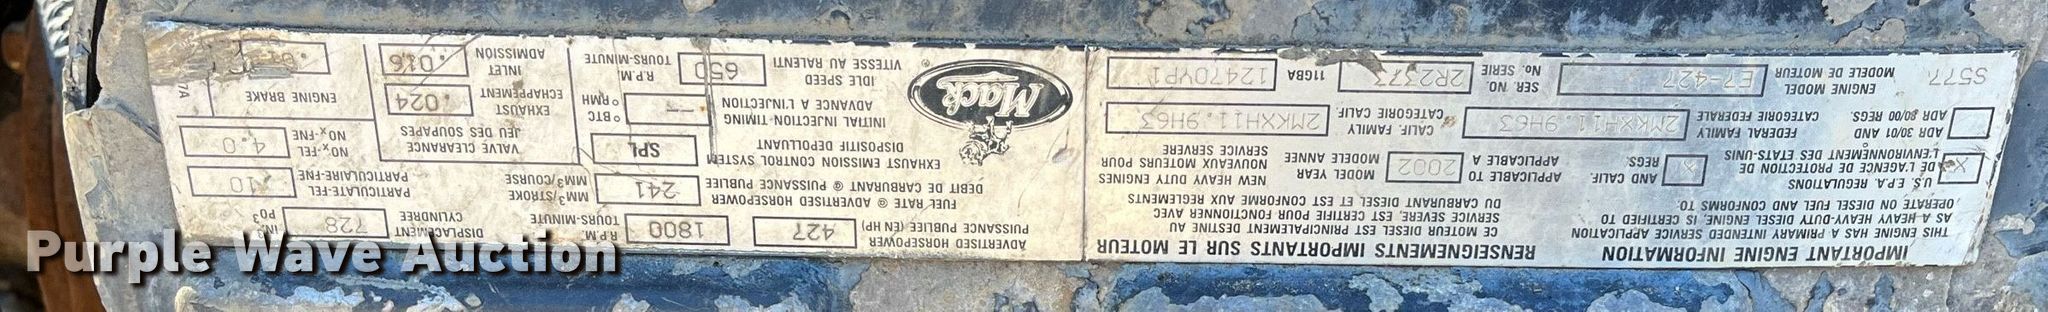 IMPORTANT ENGINE INFORMATION
RENSEIGNEMENTS IMPORTANTS SUR LE MOTEUR
THIS ENGINE HAS A PRIMARY INTENDED SERVICE APPLICATION
AS A HEAVY HEAVY-DUTY DIESEL ENGINE, IS CERTIFIED TO
OPERATE ON DIESEL FUEL AND CONFORMS TO:
CE MOTEUR DIESEL EST PRINCIPALEMENT DESTINE AU
SERVICE SEVERE, EST CERTIFIE POUR FONCTIONNER AVEC
DU CARBURANT DIESEL ET EST CONFORME AUX REGLEMENTS
X
U.S. E.P.A. REGULATIONS
DE L'AGENCE DE PROTECTION DE
L'ENVIRONNEMENT DES ETATS-UNIS
AND CALIF.
REGS.
APPLICABLE TO
APPLICABLE A
2002
MODEL YEAR
MODELE ANNEE
NEW HEAVY DUTY ENGINES
NOUVEAUX MOTEURS POUR
SERVICE SERVERE
ADR 30/01 AND
ADR 80/00 REGS.
FEDERAL FAMILY
CATEGORIE FEDERALE
2MKXH11.9H63
CALIF. FAMILY
CATEGORIE CALIF.
2MKXH11.9H63
S577
ENGINE MODEL
MODELE DE MOTEUR
E7-427
SER. NO.
No. SERIE
2R2377
11GBA
12470YP1
ADVERTISED HORSEPOWER
PUISSANCE PUBLIEE (EN HP)
427
R.P.M.
TOURS-MINUTE
1800
DISPLACEMENT
CYLINDREE
728
PO3
FUEL RATE @ ADVERTISED HORSEPOWER
DEBIT DE CARBURANT @ PUISSANCE PUBLIEE
MM3/STROKE
MM3/COURSE
241
PARTICULATE-FEL
PARTICULAIRE-FNE
.10
EXHAUST EMISSION CONTROL SYSTEM
DISPOSITIF DEPOLLUANT
SPL
VALVE CLEARANCE
JEU DES SOUPAPES
NOx-FEL
NOx-FNE
4.0
Mack
INITIAL INJECTION-TIMING
ADVANCE A L'INJECTION
°BTC
°RMH
--
EXHAUST
ECHAPPEMENT
.024
ENGINE BRAKE
IDLE SPEED
VITESSE AU RALENTI
650
R.P.M.
TOURS-MINUTE
INLET
ADMISSION
.016
Purple Wave Auction